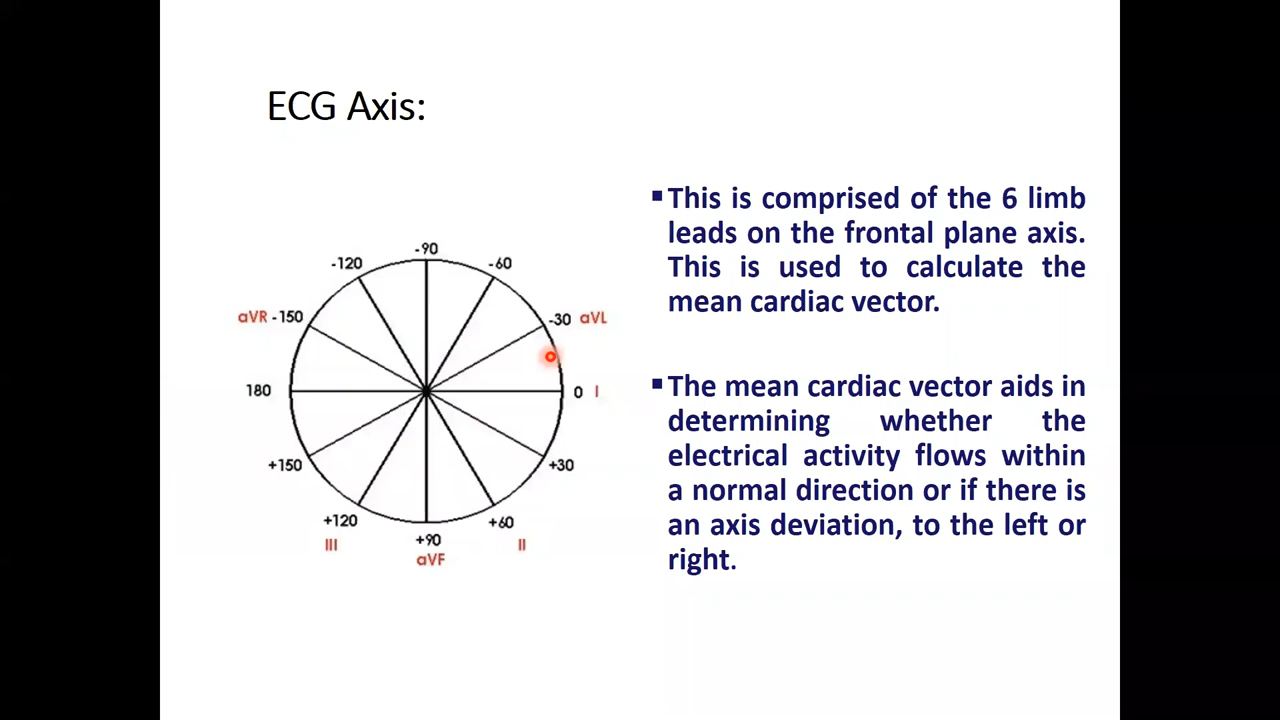 ECG Axis:
-90
-120
-60
aVR -150
-30 aVL
180
0 I
+150
+30
+120
+60
III
+90
II
aVF
▪This is comprised of the 6 limb
leads on the frontal plane axis.
This is used to calculate the
mean cardiac vector.
▪The mean cardiac vector aids in
determining whether the
electrical activity flows within
a normal direction or if there is
an axis deviation, to the left or
right.